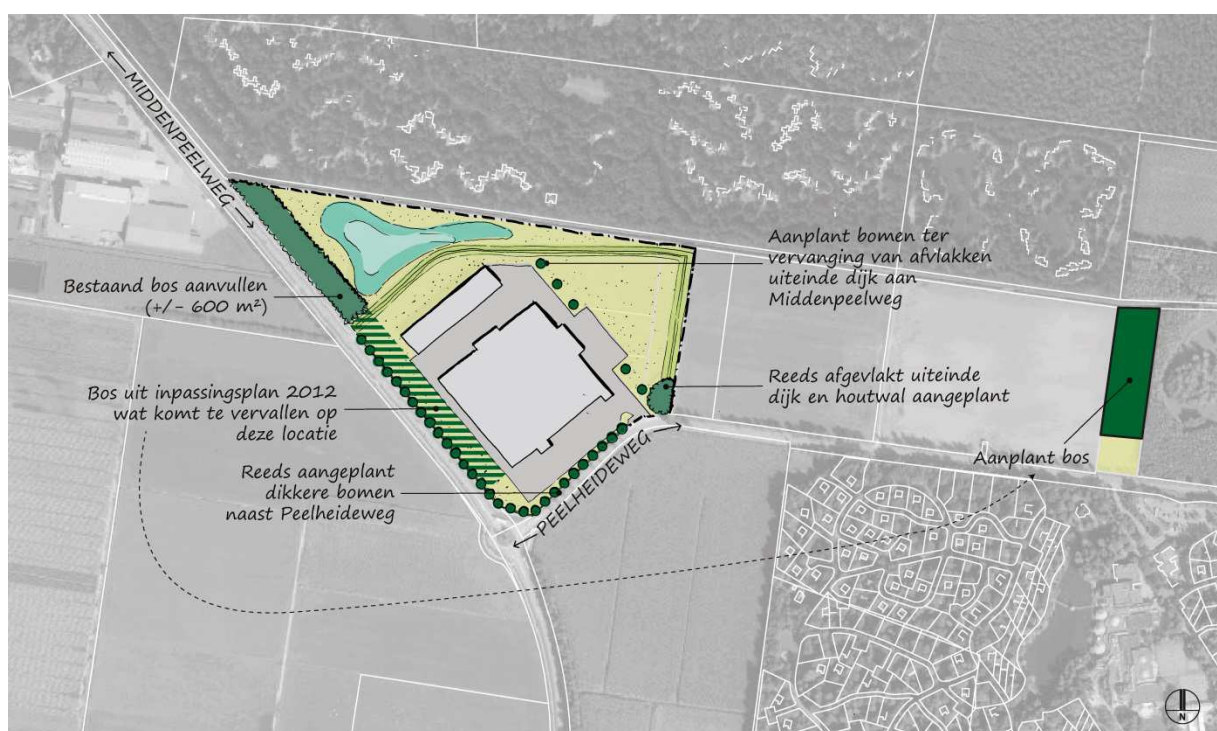 MIDDENPEELWEG
Bestaand bos aanvullen
(+/- 600 m²)
Bos uit inpassingsplan 2012
wat komt te vervallen op
deze locatie
Reeds aangeplant
dikkere bomen
naast Peelheideweg
PEELHEIDEWEG
Aanplant bomen ter
vervanging van afvlakken
uiteinde dijk aan
Middenpeelweg
Reeds afgevlakt uiteinde
dijk en houtwal aangeplant
Aanplant bos
N